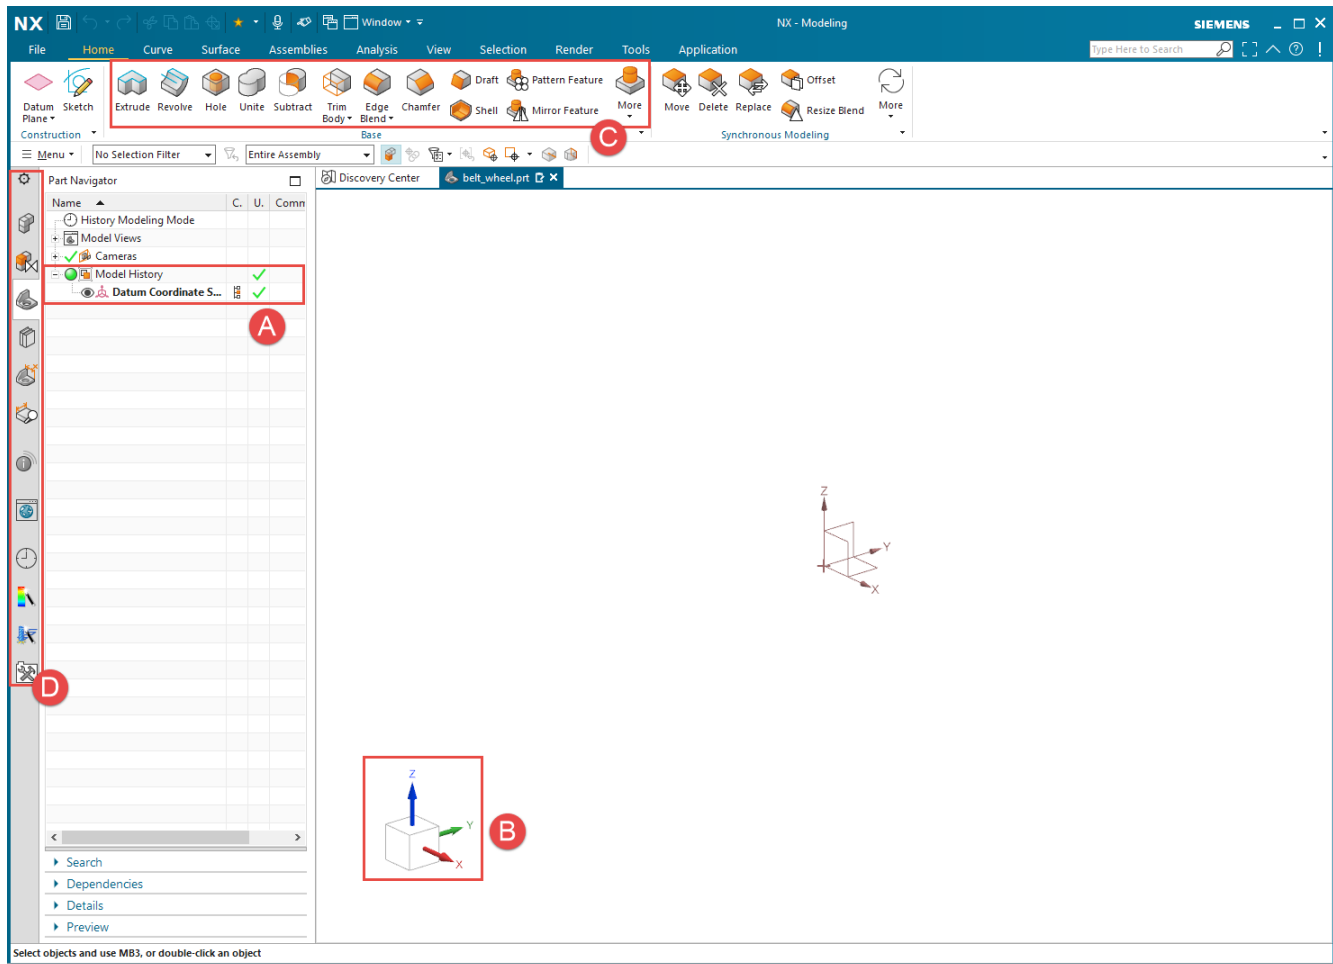 NX Window NX - Modeling SIEMENS
File Home Curve Surface Assemblies Analysis View Selection Render Tools Application Type Here to Search
Draft Pattern Feature Offset
Datum Plane Sketch Extrude Revolve Hole Unite Subtract Trim Body Edge Blend Chamfer Shell Mirror Feature More Move Delete Replace Resize Blend More
Construction Base Synchronous Modeling
C
Menu No Selection Filter Entire Assembly
Part Navigator Discovery Center belt_wheel.prt
Name C. U. Comm
History Modeling Mode
Model Views
Cameras
Model History
Datum Coordinate S...
A
Z
Y
X
D
Z
Y
X
B
Search
Dependencies
Details
Preview
Select objects and use MB3, or double-click an object